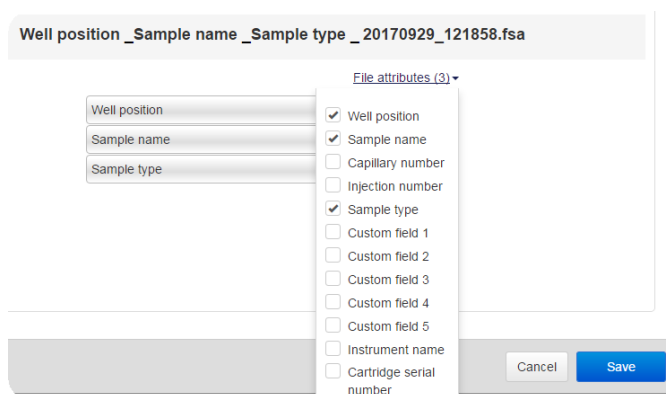 Well position _Sample name _Sample type _ 20170929_121858.fsa
File attributes (3)
Well position
Sample name
Sample type
Well position
Sample name
Capillary number
Injection number
Sample type
Custom field 1
Custom field 2
Custom field 3
Custom field 4
Custom field 5
Instrument name
Cartridge serial
number
Cancel
Save